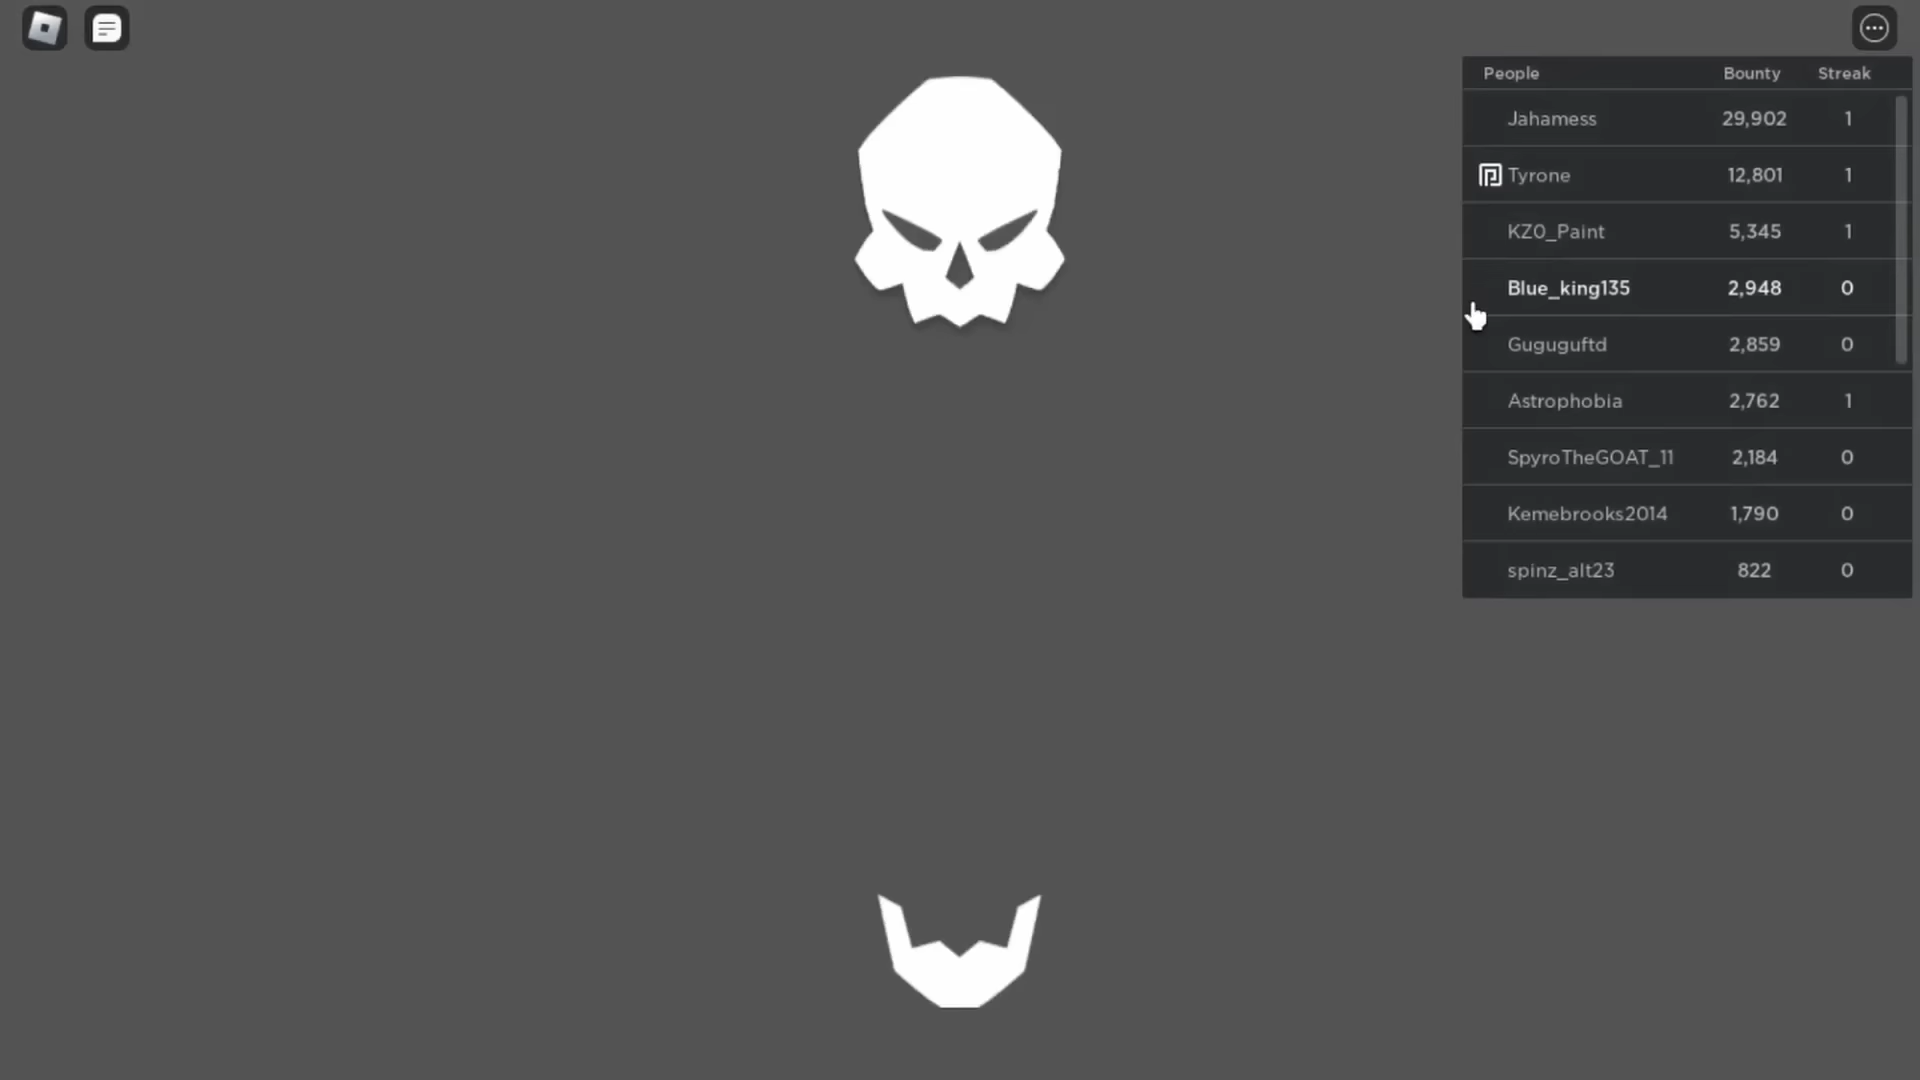 People Bounty Streak
Jahamess 29,902 1
Tyrone 12,801 1
KZ0_Paint 5,345 1
Blue_king135 2,948 0
Guguguftd 2,859 0
Astrophobia 2,762 1
SpyroTheGOAT_11 2,184 0
Kemebrooks2014 1,790 0
spinz_alt23 822 0